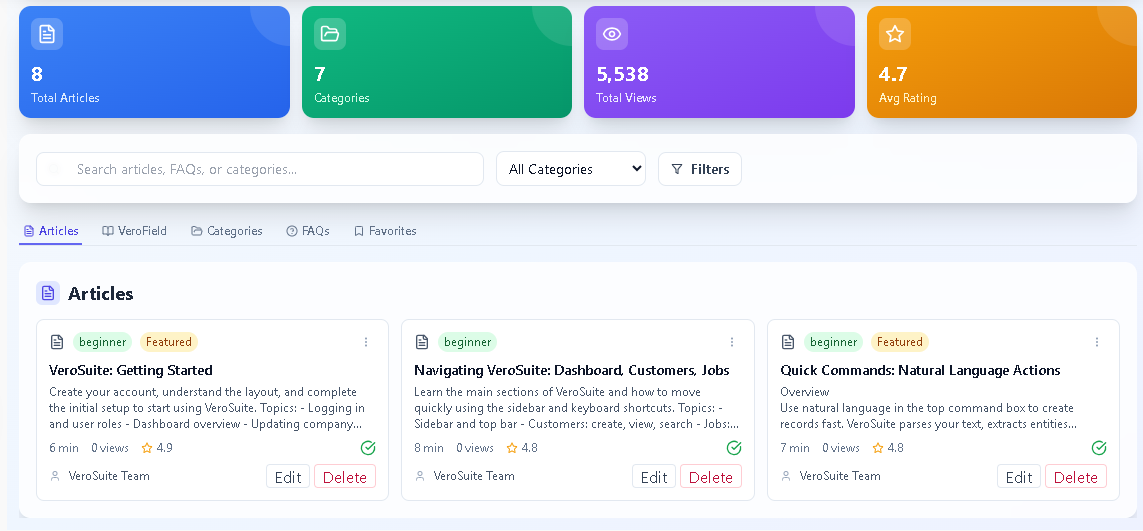 8
Total Articles
7
Categories
5,538
Total Views
4.7
Avg Rating
Search articles, FAQs, or categories...
All Categories
Filters
Articles
VeroField
Categories
FAQs
Favorites
Articles
beginner
Featured
VeroSuite: Getting Started
Create your account, understand the layout, and complete
the initial setup to start using VeroSuite. Topics: - Logging in
and user roles - Dashboard overview - Updating company...
6 min 0 views 4.9
VeroSuite Team
Edit
Delete
beginner
Navigating VeroSuite: Dashboard, Customers, Jobs
Learn the main sections of VeroSuite and how to move
quickly using the sidebar and keyboard shortcuts. Topics: -
Sidebar and top bar - Customers: create, view, search - Jobs:...
8 min 0 views 4.8
VeroSuite Team
Edit
Delete
beginner
Featured
Quick Commands: Natural Language Actions
Overview
Use natural language in the top command box to create
records fast. VeroSuite parses your text, extracts entities...
7 min 0 views 4.8
VeroSuite Team
Edit
Delete